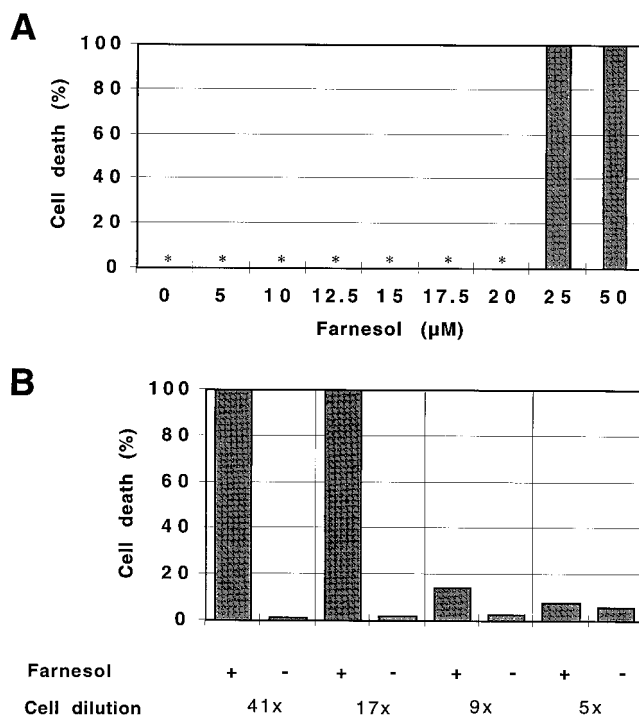 A
Cell death (%)
100
80
60
40
20
0
* * * * * * *
0 5 10 12.5 15 17.5 20 25 50
Farnesol (µM)
B
Cell death (%)
100
80
60
40
20
0
Farnesol + - + - + - + -
Cell dilution 41x 17x 9x 5x